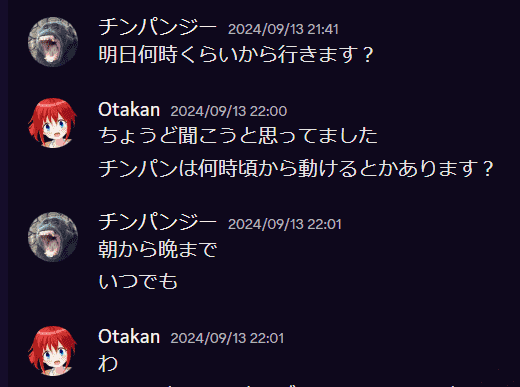 チンパンジー 2024/09/13 21:41
明日何時くらいから行きます？
Otakan 2024/09/13 22:00
ちょうど聞こうと思ってました
チンパンは何時頃から動けるとかあります？
チンパンジー 2024/09/13 22:01
朝から晩まで
いつでも
Otakan 2024/09/13 22:01
わ